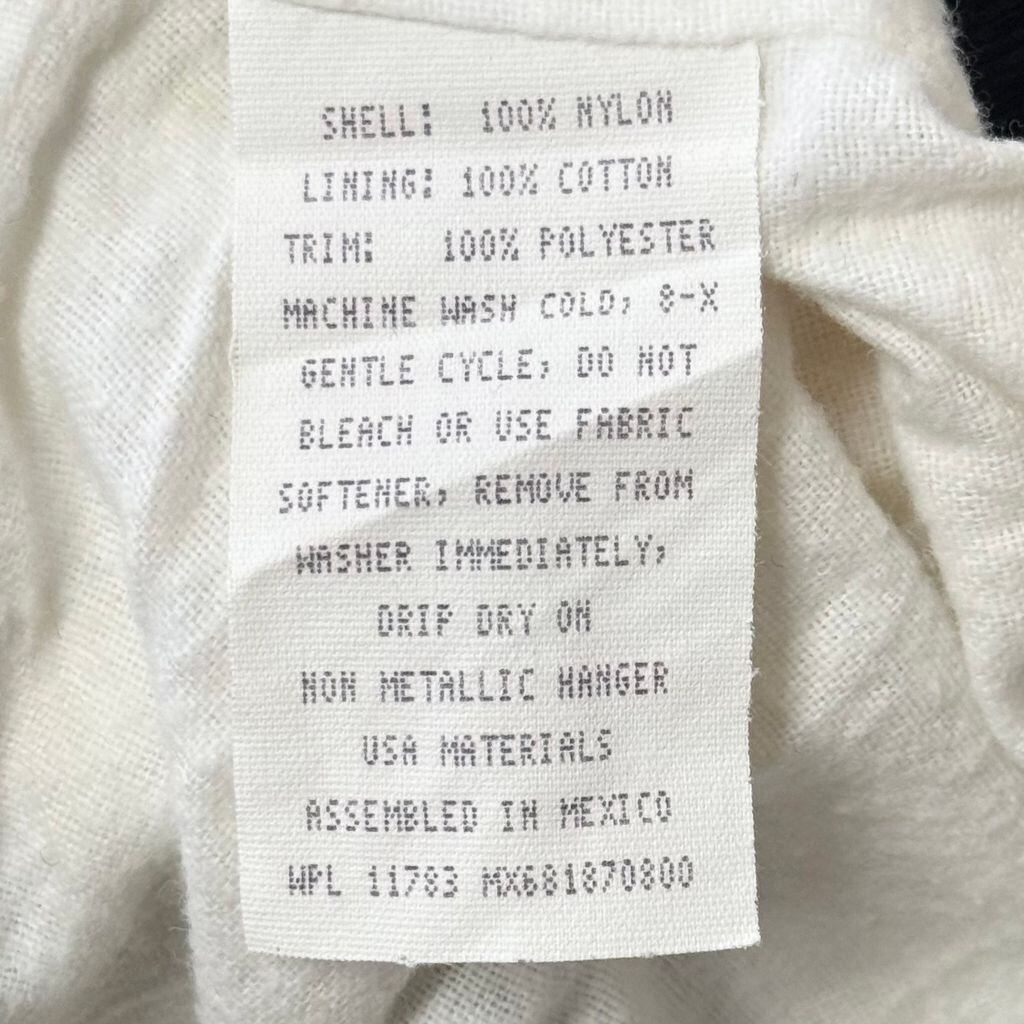 SHELL: 100% NYLON
LINING: 100% COTTON
TRIM: 100% POLYESTER
MACHINE WASH COLD, 8-X
GENTLE CYCLE, DO NOT
BLEACH OR USE FABRIC
SOFTENER, REMOVE FROM
WASHER IMMEDIATELY,
DRIP DRY ON
NON METALLIC HANGER
USA MATERIALS
ASSEMBLED IN MEXICO
WPL 11783 MX681870800